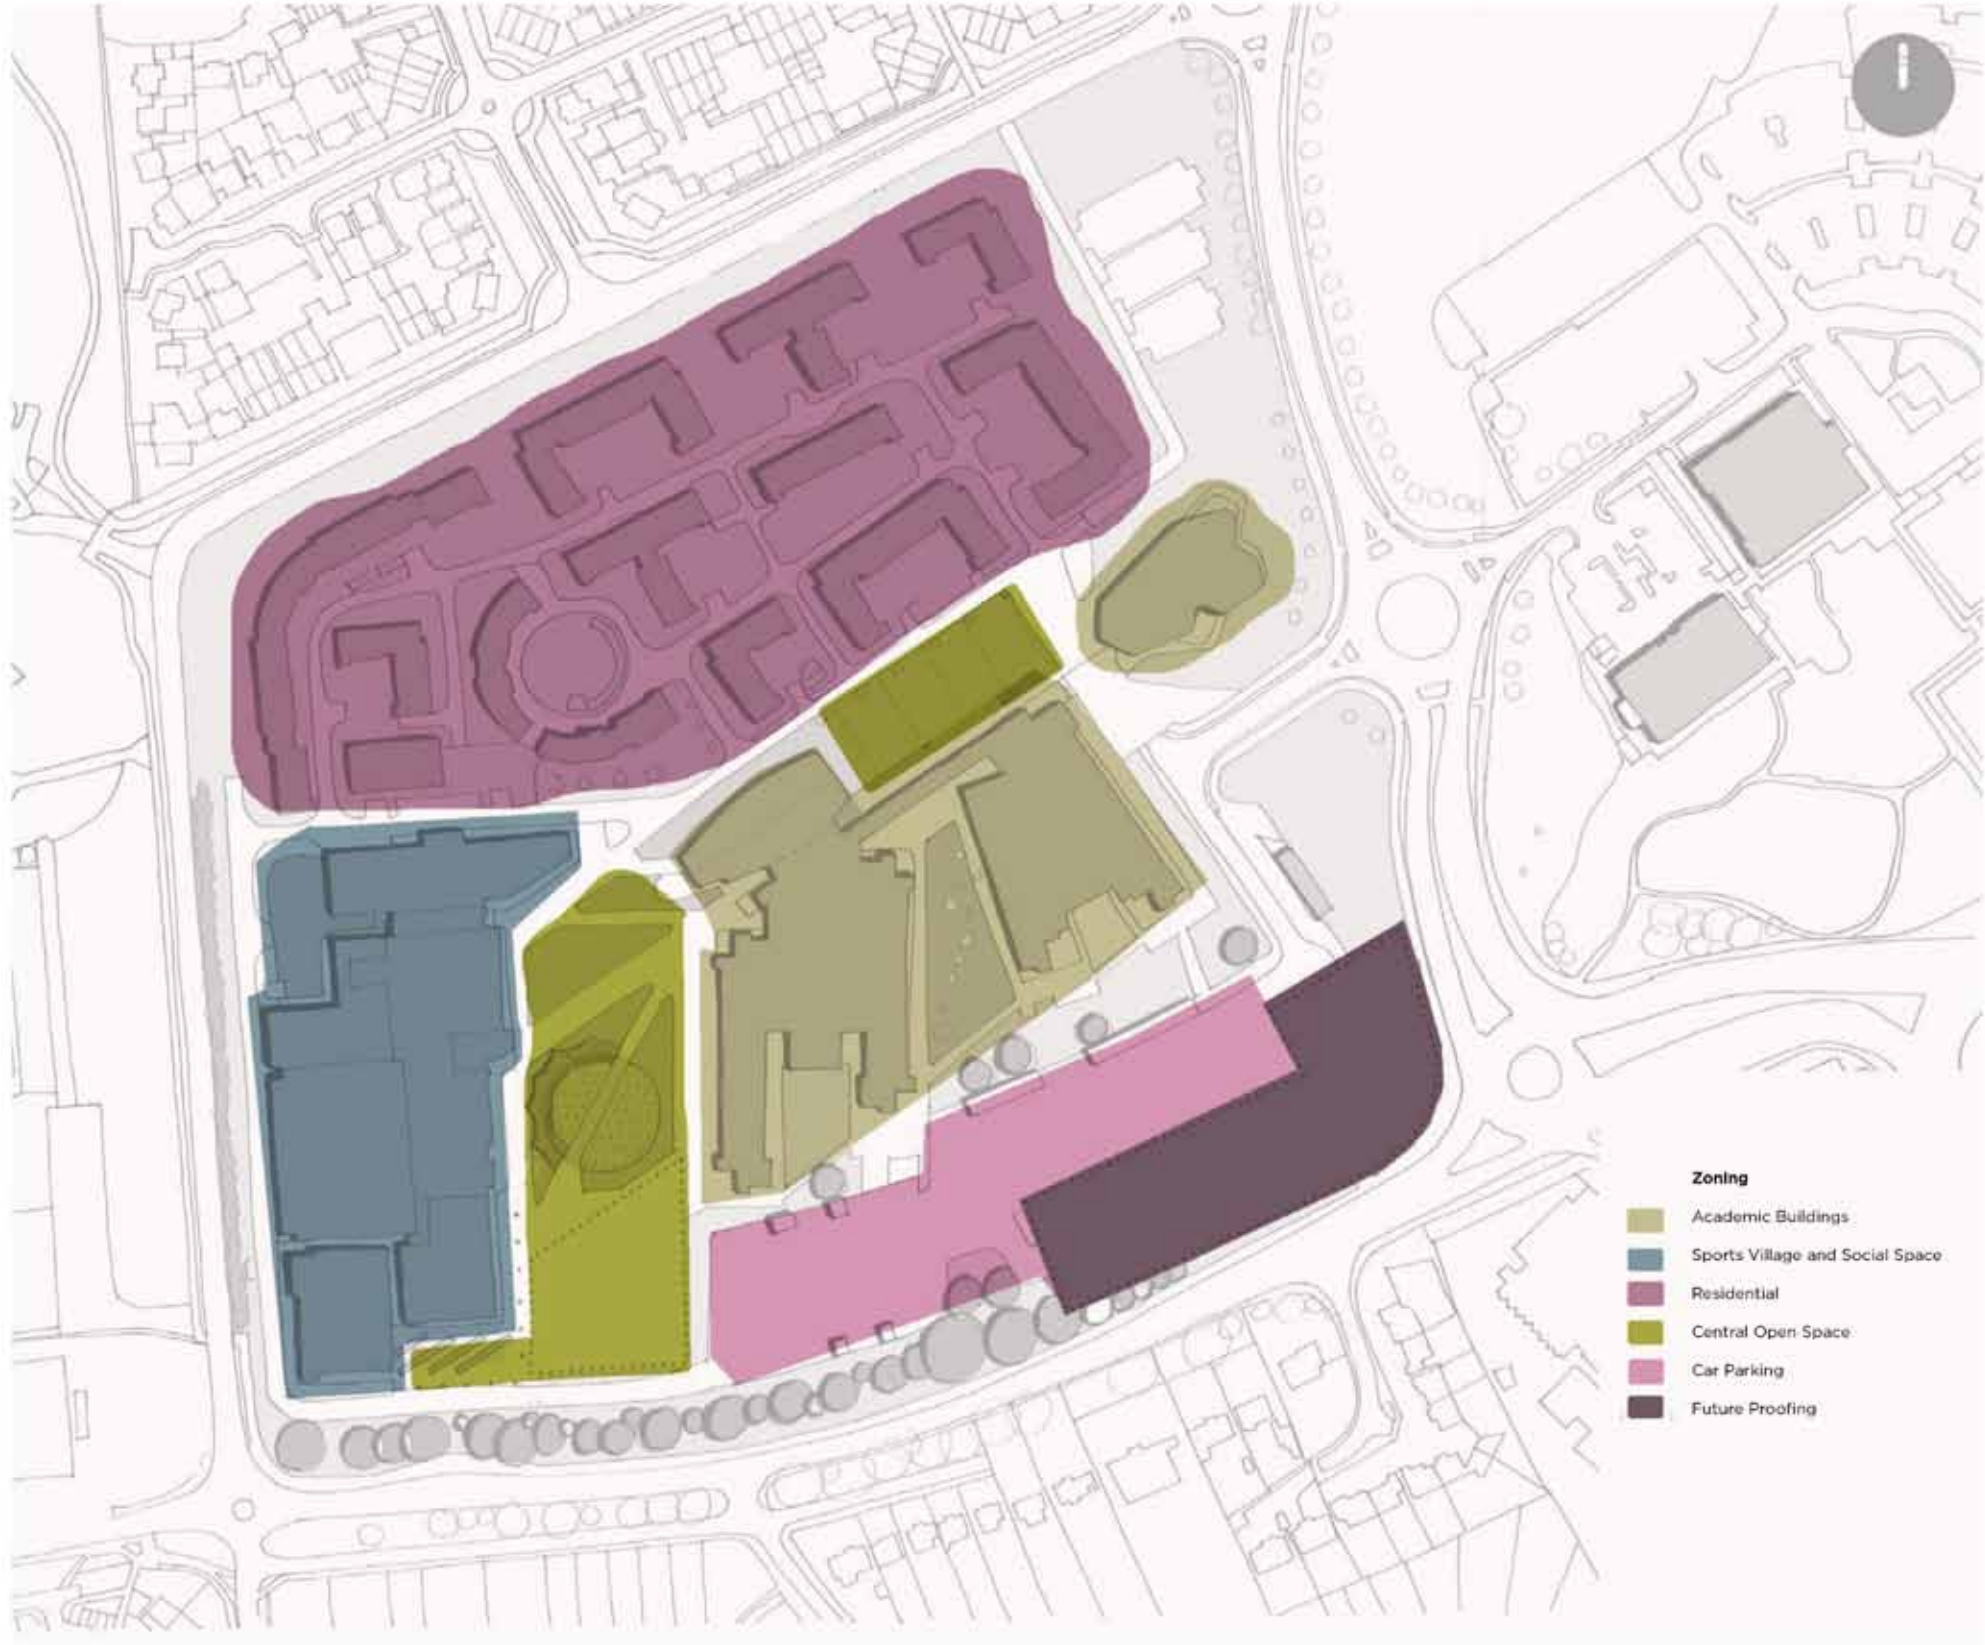 Zoning
Academic Buildings
Sports Village and Social Space
Residential
Central Open Space
Car Parking
Future Proofing